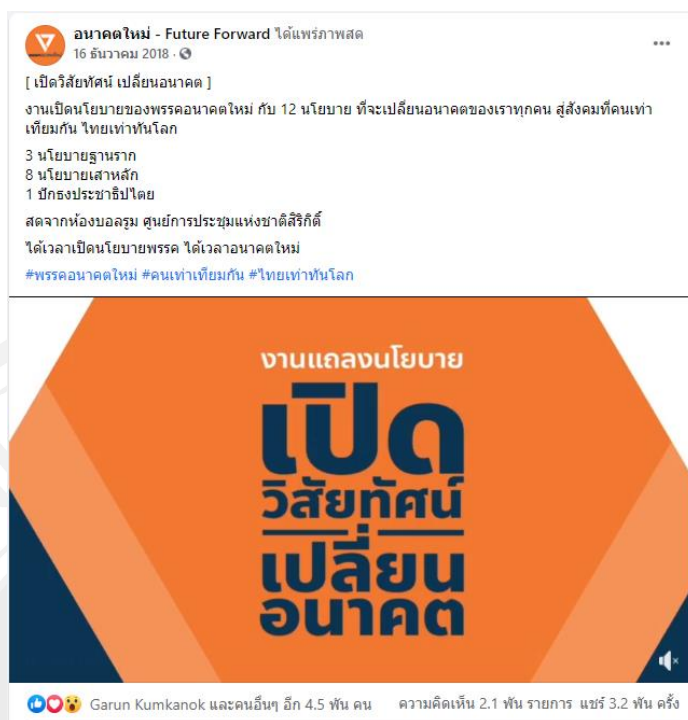 อนาคตใหม่ - Future Forward ได้แพร่ภาพสด
16 ธันวาคม 2018 ·
[ เปิดวิสัยทัศน์ เปลี่ยนอนาคต ]
งานเปิดนโยบายของพรรคอนาคตใหม่ กับ 12 นโยบาย ที่จะเปลี่ยนอนาคตของเราทุกคน สู่สังคมที่คนเท่า
เทียมกัน ไทยเท่าทันโลก
3 นโยบายฐานราก
8 นโยบายเสาหลัก
1 ปักธงประชาธิปไตย
สดจากห้องบอลรูม ศูนย์การประชุมแห่งชาติสิริกิติ์
ได้เวลาเปิดนโยบายพรรค ได้เวลาอนาคตใหม่
#พรรคอนาคตใหม่ #คนเท่าเทียมกัน #ไทยเท่าทันโลก
งานแถลงนโยบาย
เปิด
วิสัยทัศน์
เปลี่ยน
อนาคต
Garun Kumkanok และคนอื่นๆ อีก 4.5 พัน คน ความคิดเห็น 2.1 พัน รายการ แชร์ 3.2 พัน ครั้ง